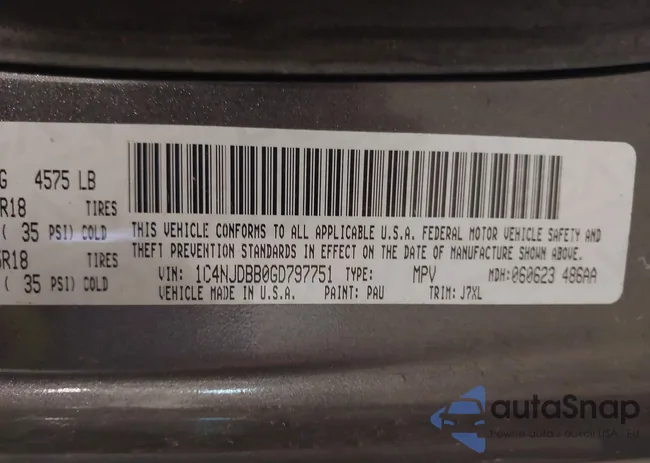 G 4575 LB
R18 TIRES
( 35 PSI) COLD
THIS VEHICLE CONFORMS TO ALL APPLICABLE U.S.A. FEDERAL MOTOR VEHICLE SAFETY AND
THEFT PREVENTION STANDARDS IN EFFECT ON THE DATE OF MANUFACTURE SHOWN ABOVE.
R18 TIRES
( 35 PSI) COLD
VIN: 1C4NJDBB0GD797751 TYPE: MPV MDH:060623 486AA
VEHICLE MADE IN U.S.A. PAINT: PAU TRIM: J7XL
autaSnap